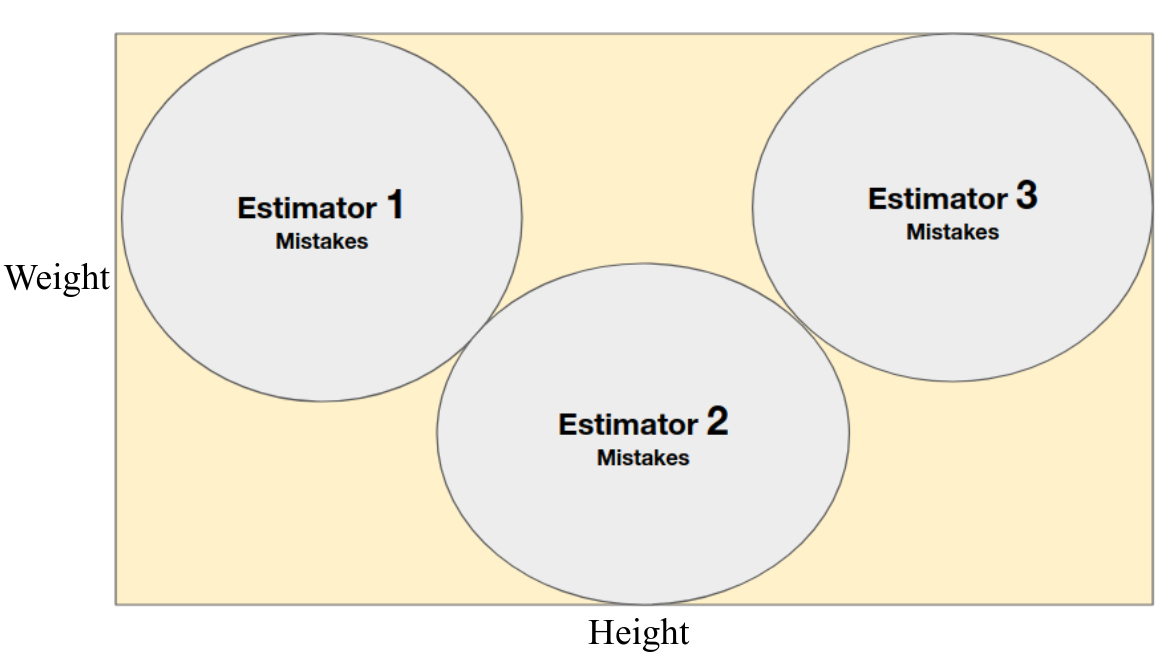 Estimator 1
Mistakes
Estimator 3
Mistakes
Weight
Estimator 2
Mistakes
Height